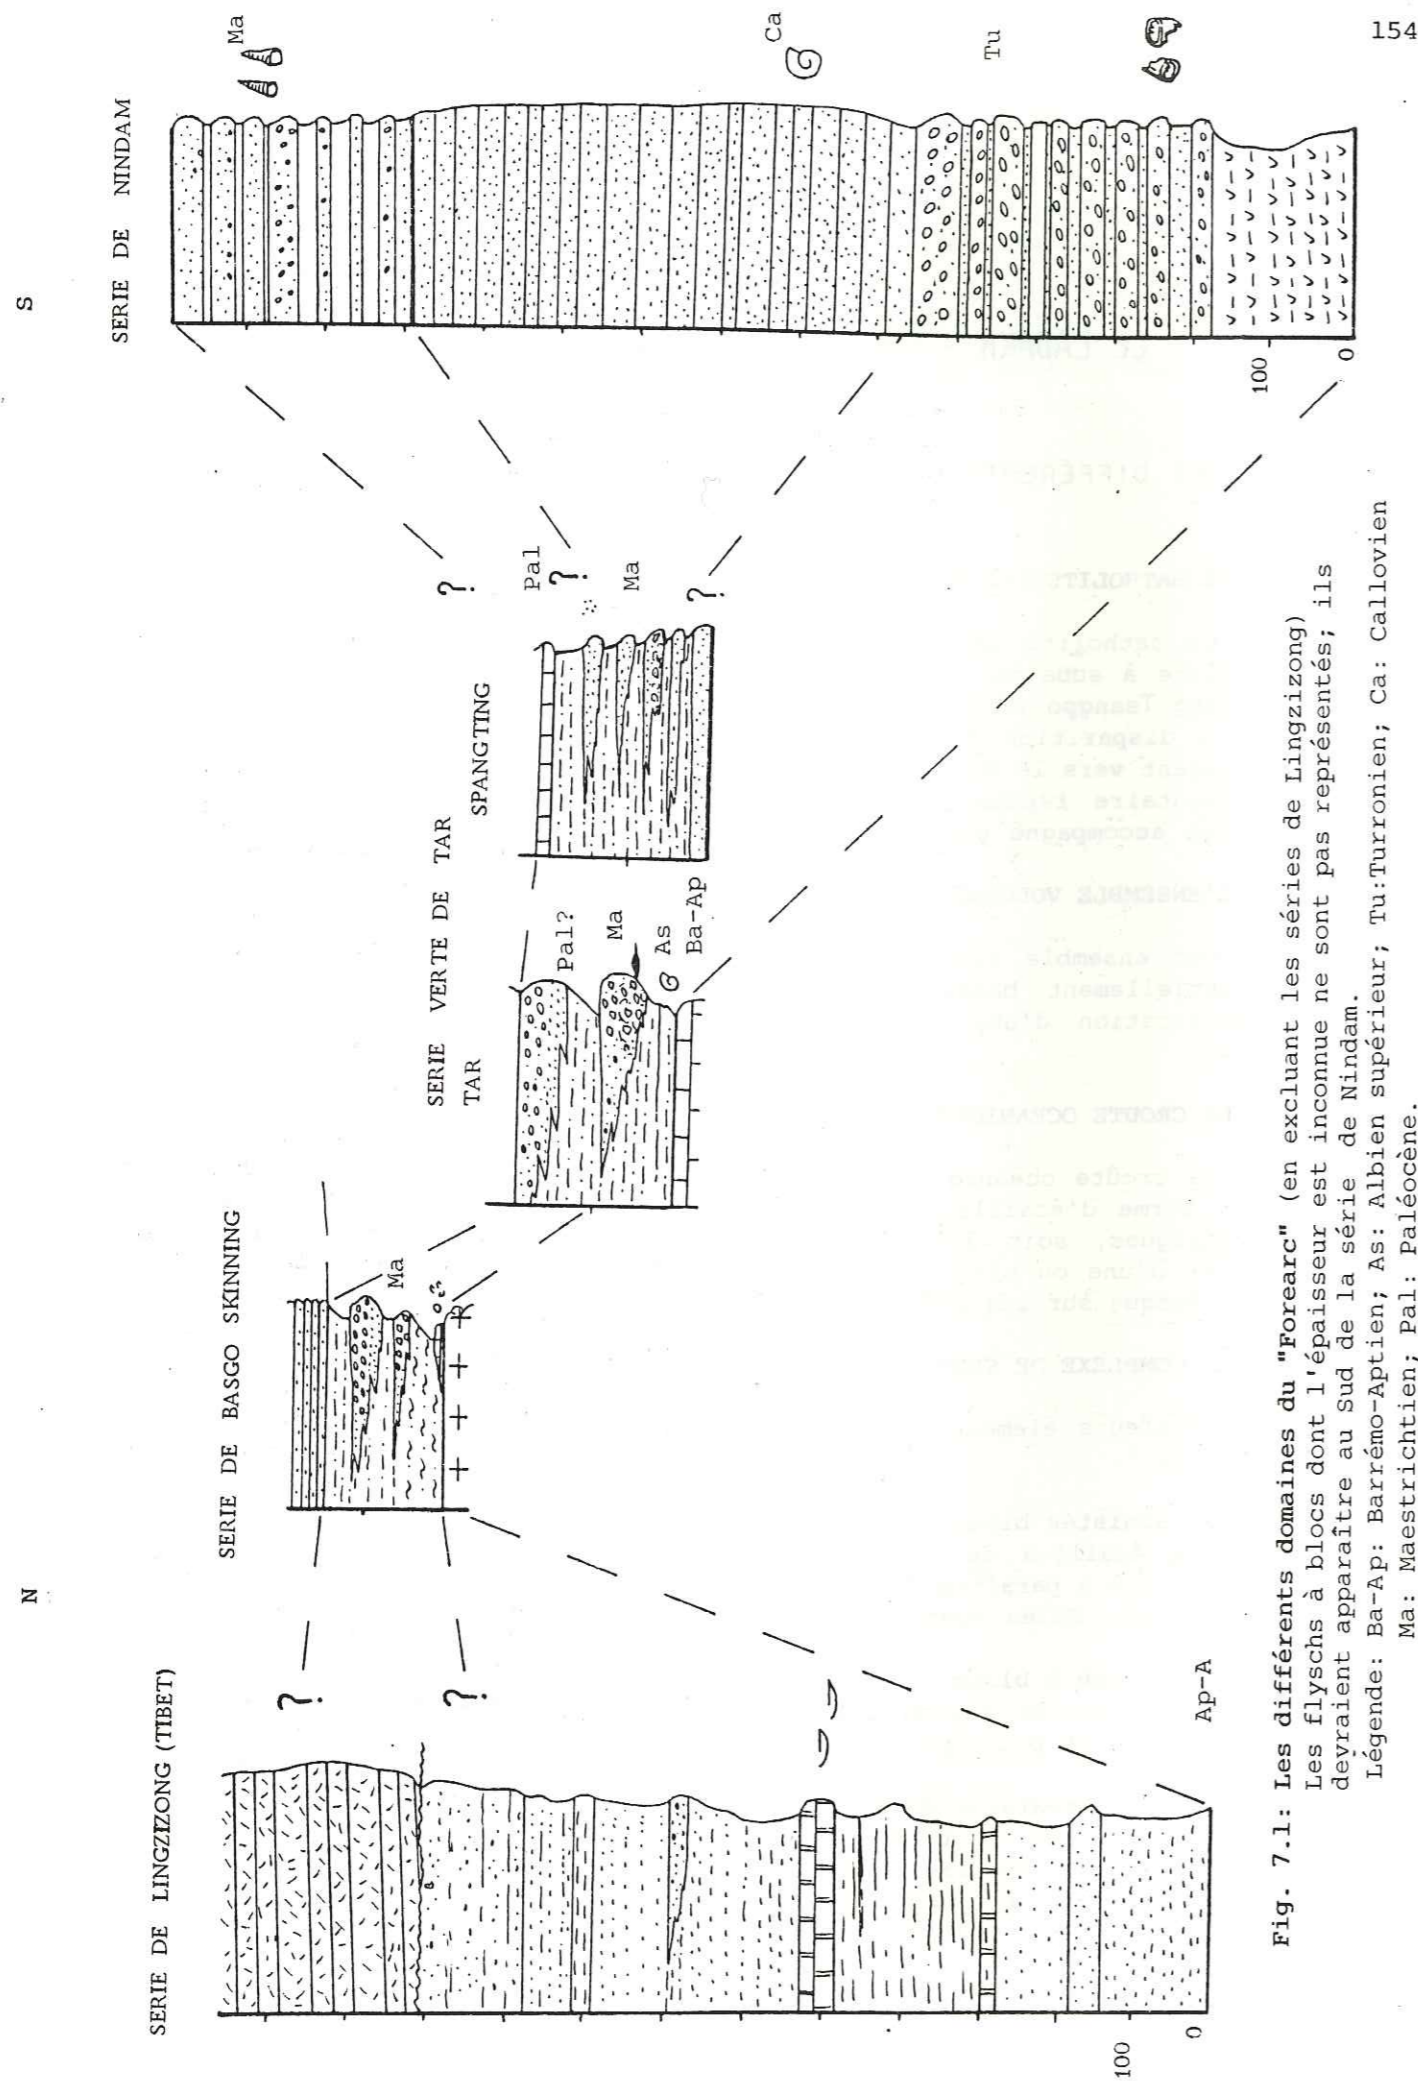 154
N
S
SERIE DE LINGZIZONG (TIBET)
SERIE DE BASGO SKINNING
SERIE VERTE DE TAR
TAR
SPANGTING
SERIE DE NINDAM
?
?
Ap-A
100
0
Ma
Pal?
Ma
As
Ba-Ap
?
Pal
?
Ma
?
Ma
Ca
Tu
100
0
Fig. 7.1: Les différents domaines du "Forearc" (en excluant les séries de Lingzizong)
Les flyschs à blocs dont l'épaisseur est inconnue ne sont pas représentés; ils
devraient apparaître au Sud de la série de Nindam.
Légende: Ba-Ap: Barrémo-Aptien; As: Albien supérieur; Tu:Turronien; Ca: Callovien
Ma: Maestrichtien; Pal: Paléocène.